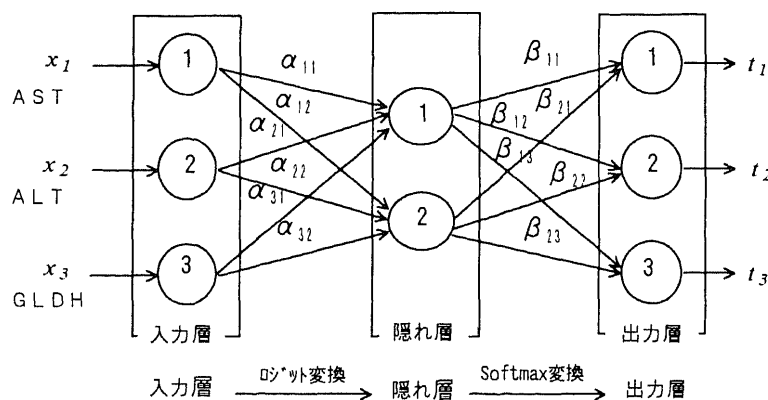 1
1
x1
α11
β11
t1
AST
α12
β21
1
α21
β12
2
2
x2
α22
β13
t2
ALT
α31
β22
2
α32
β23
3
3
x3
t3
GLDH
入力層
隠れ層
出力層
入力層
ロジット変換
隠れ層
Softmax変換
出力層